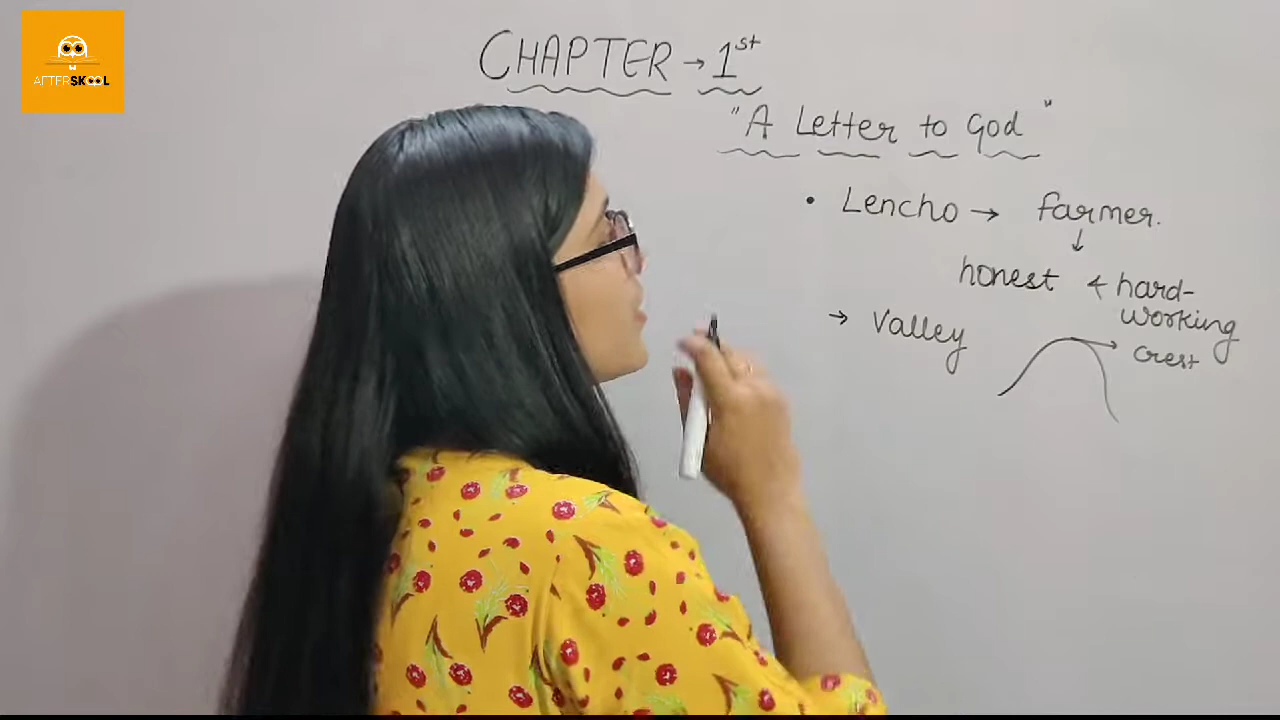 AFTERSKOOL
CHAPTER → 1st
"A Letter to God"
• Lencho → farmer.
↓
honest & hard-
working
→ Valley
→ crest